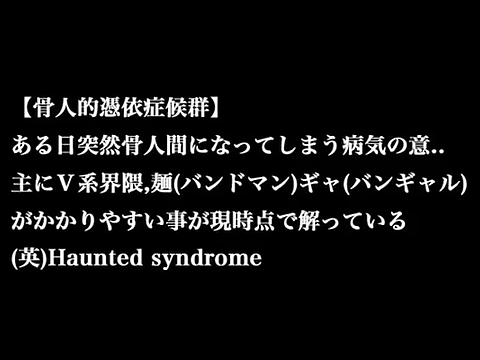 【骨人的憑依症候群】
ある日突然骨人間になってしまう病気の意..
主にＶ系界隈,麺(バンドマン)ギャ(バンギャル)
がかかりやすい事が現時点で解っている
(英)Haunted syndrome